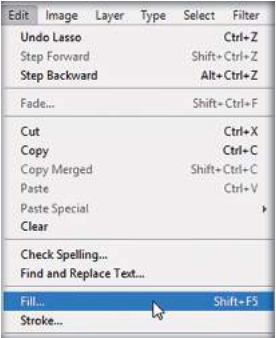 Edit Image Layer Type Select Filter
Undo Lasso Ctrl+Z
Step Forward Shift+Ctrl+Z
Step Backward Alt+Ctrl+Z
Fade... Shift+Ctrl+F
Cut Ctrl+X
Copy Ctrl+C
Copy Merged Shift+Ctrl+C
Paste Ctrl+V
Paste Special
Clear
Check Spelling...
Find and Replace Text...
Fill... Shift+F5
Stroke...